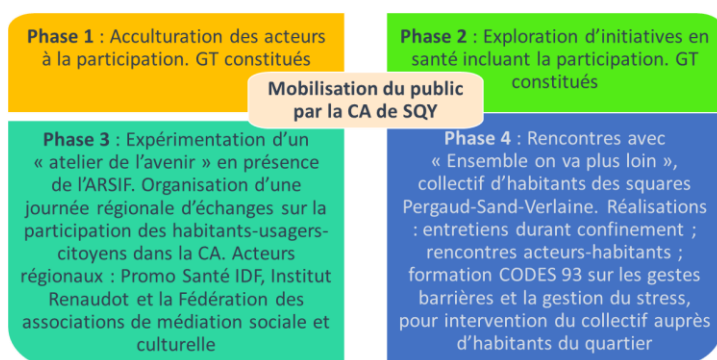 Phase 1 : Acculturation des acteurs
à la participation. GT constitués
Phase 2 : Exploration d’initiatives en
santé incluant la participation. GT
constitués
Mobilisation du public
par la CA de SQY
Phase 3 : Expérimentation d’un
« atelier de l’avenir » en présence
de l’ARSIF. Organisation d’une
journée régionale d’échanges sur la
participation des habitants-usagers-
citoyens dans la CA. Acteurs
régionaux : Promo Santé IDF, Institut
Renaudot et la Fédération des
associations de médiation sociale et
culturelle
Phase 4 : Rencontres avec
« Ensemble on va plus loin »,
collectif d’habitants des squares
Pergaud-Sand-Verlaine. Réalisations
: entretiens durant confinement ;
rencontres acteurs-habitants ;
formation CODES 93 sur les gestes
barrières et la gestion du stress,
pour intervention du collectif auprès
d’habitants du quartier